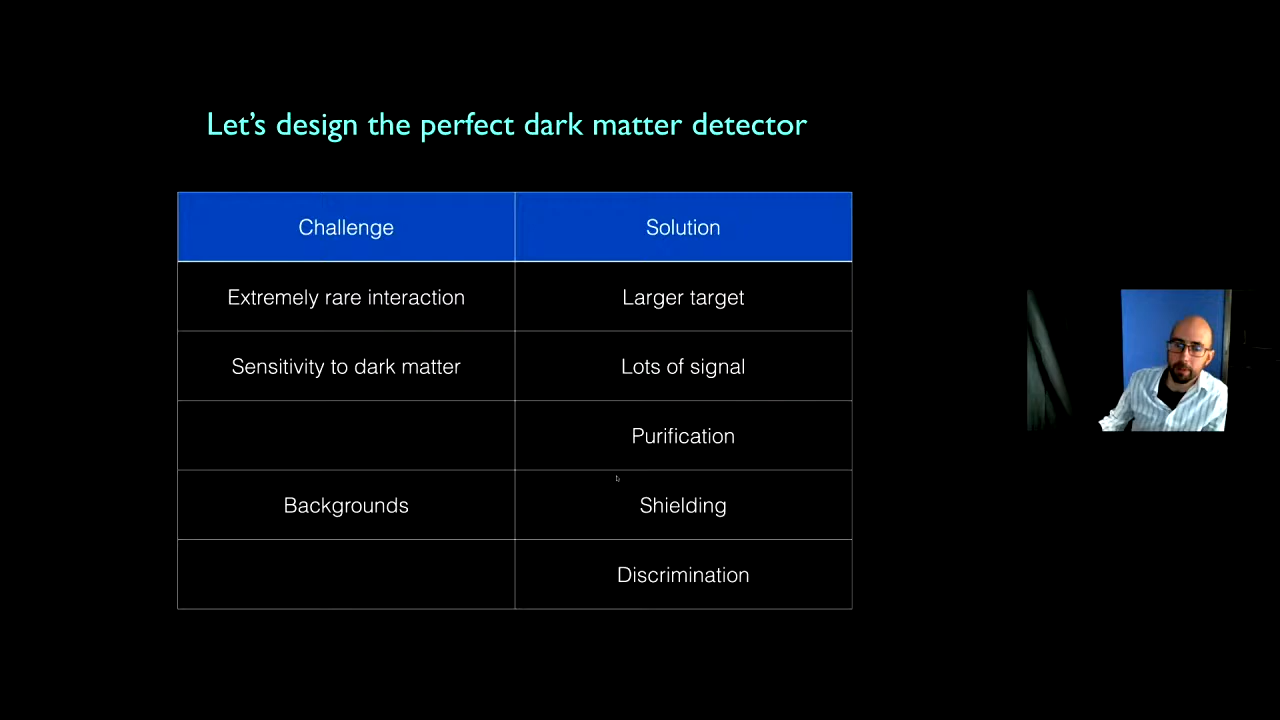 Let's design the perfect dark matter detector
Challenge Solution
Extremely rare interaction Larger target
Sensitivity to dark matter Lots of signal
Purification
Backgrounds Shielding
Discrimination